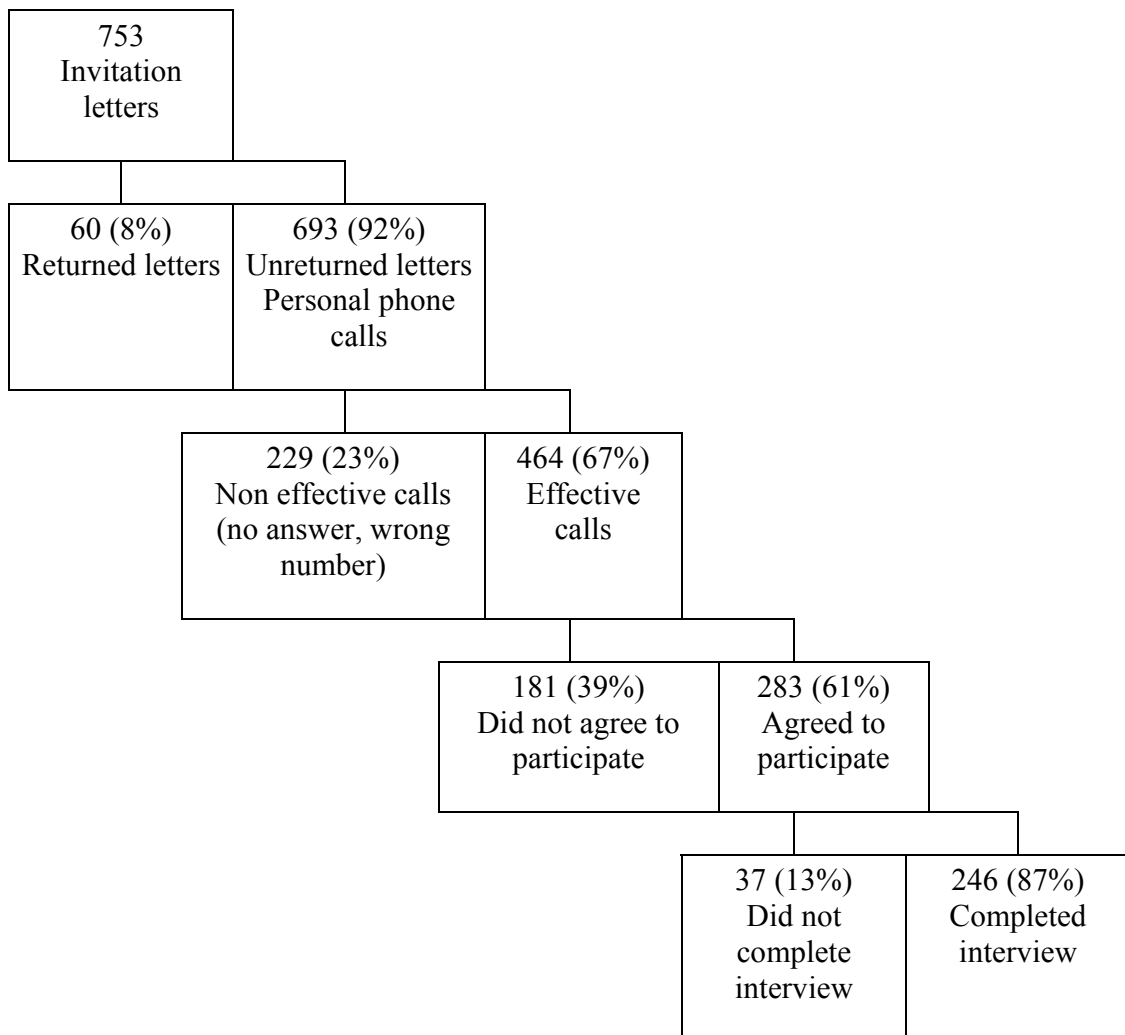 753
Invitation
letters
60 (8%)
Returned letters
693 (92%)
Unreturned letters
Personal phone
calls
229 (23%)
Non effective calls
(no answer, wrong
number)
464 (67%)
Effective
calls
181 (39%)
Did not agree to
participate
283 (61%)
Agreed to
participate
37 (13%)
Did not
complete
interview
246 (87%)
Completed
interview